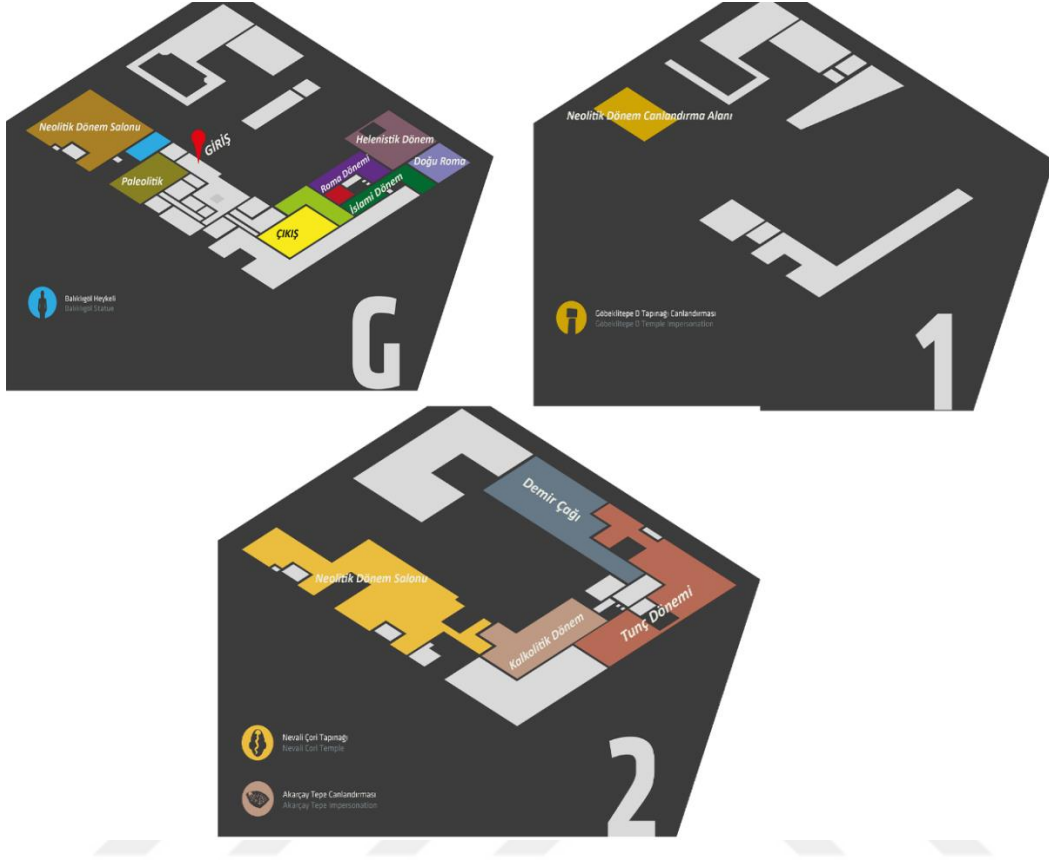 Neolitik Dönem Salonu
GİRİŞ
Paleolitik
Helenistik Dönem
Doğu Roma
Roma Dönemi
İslami Dönem
ÇIKIŞ
Balıklıgöl Heykeli
Balıklıgöl Statue
G
Neolitik Dönem Canlandırma Alanı
Göbeklitepe D Tapınağı Canlandırması
Göbeklitepe D Temple Impersonation
1
Demir Çağı
Neolitik Dönem Salonu
Tunç Dönemi
Kalkolitik Dönem
Nevali Çori Tapınağı
Nevali Cori Temple
Akarçay Tepe Canlandırması
Akarçay Tepe Impersonation
2